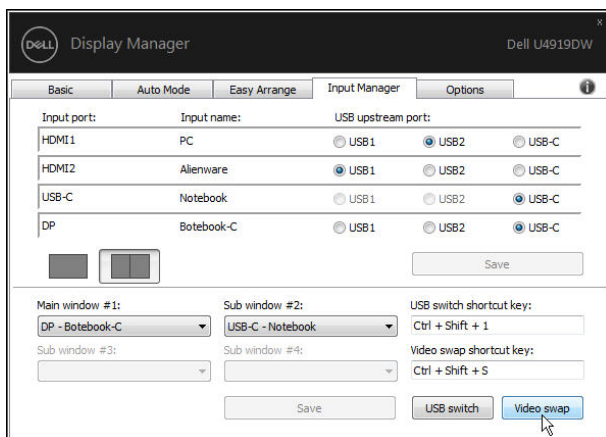 DELL Display Manager Dell U4919DW
x
Basic Auto Mode Easy Arrange Input Manager Options
Input port: Input name: USB upstream port:
HDMI1 PC USB1 USB2 USB-C
HDMI2 Alienware USB1 USB2 USB-C
USB-C Notebook USB1 USB2 USB-C
DP Botebook-C USB1 USB2 USB-C
Save
Main window #1: Sub window #2: USB switch shortcut key:
DP - Botebook-C USB-C - Notebook Ctrl + Shift + 1
Sub window #3: Sub window #4: Video swap shortcut key:
Ctrl + Shift + S
Save USB switch Video swap